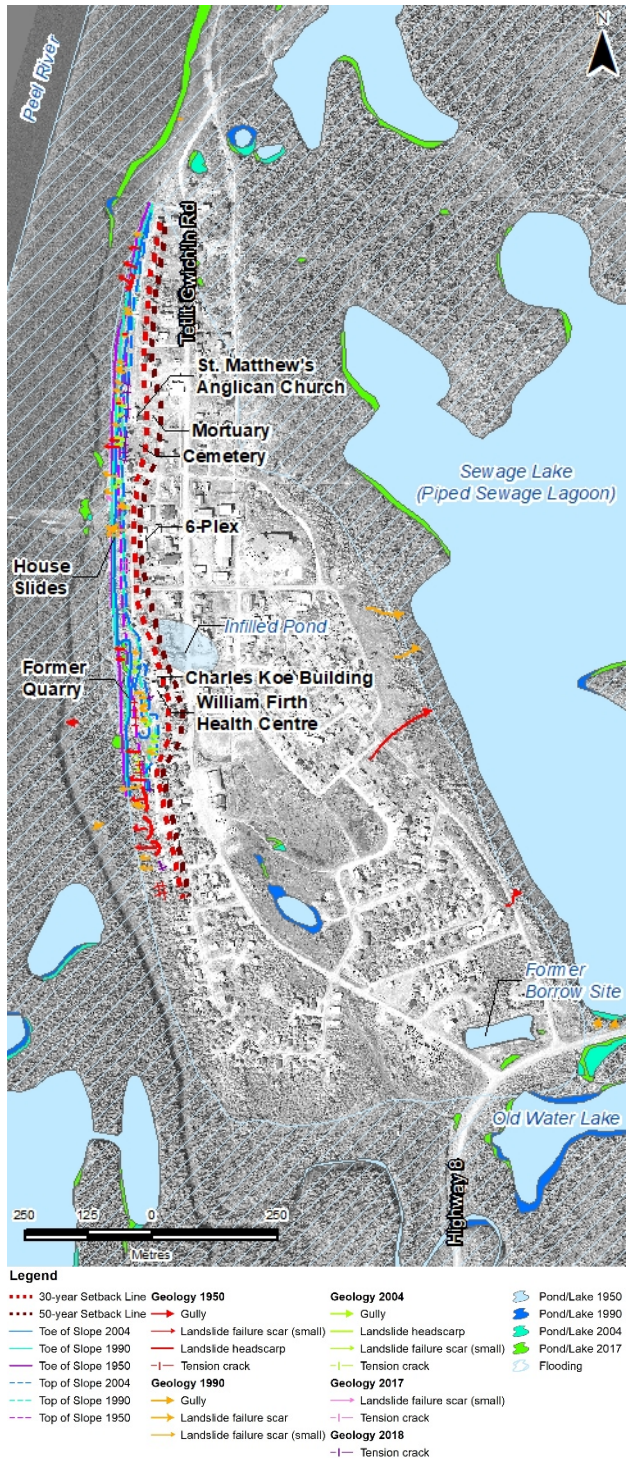 N
Peel River
Tetlit Gwichiln Rd
St. Matthew's
Anglican Church
Mortuary
Cemetery
Sewage Lake
(Piped Sewage Lagoon)
6-Plex
House
Slides
Infilled Pond
Former
Quarry
Charles Koe Building
William Firth
Health Centre
Former
Borrow Site
Old Water Lake
Highway 8
250 125 0 250
Metres
Legend
30-year Setback Line
50-year Setback Line
Toe of Slope 2004
Toe of Slope 1990
Toe of Slope 1950
Top of Slope 2004
Top of Slope 1990
Top of Slope 1950
Geology 1950
Gully
Landslide failure scar (small)
Landslide headscarp
Tension crack
Geology 1990
Gully
Landslide failure scar
Landslide failure scar (small)
Geology 2004
Gully
Landslide headscarp
Landslide failure scar (small)
Tension crack
Geology 2017
Landslide failure scar (small)
Tension crack
Geology 2018
Tension crack
Pond/Lake 1950
Pond/Lake 1990
Pond/Lake 2004
Pond/Lake 2017
Flooding